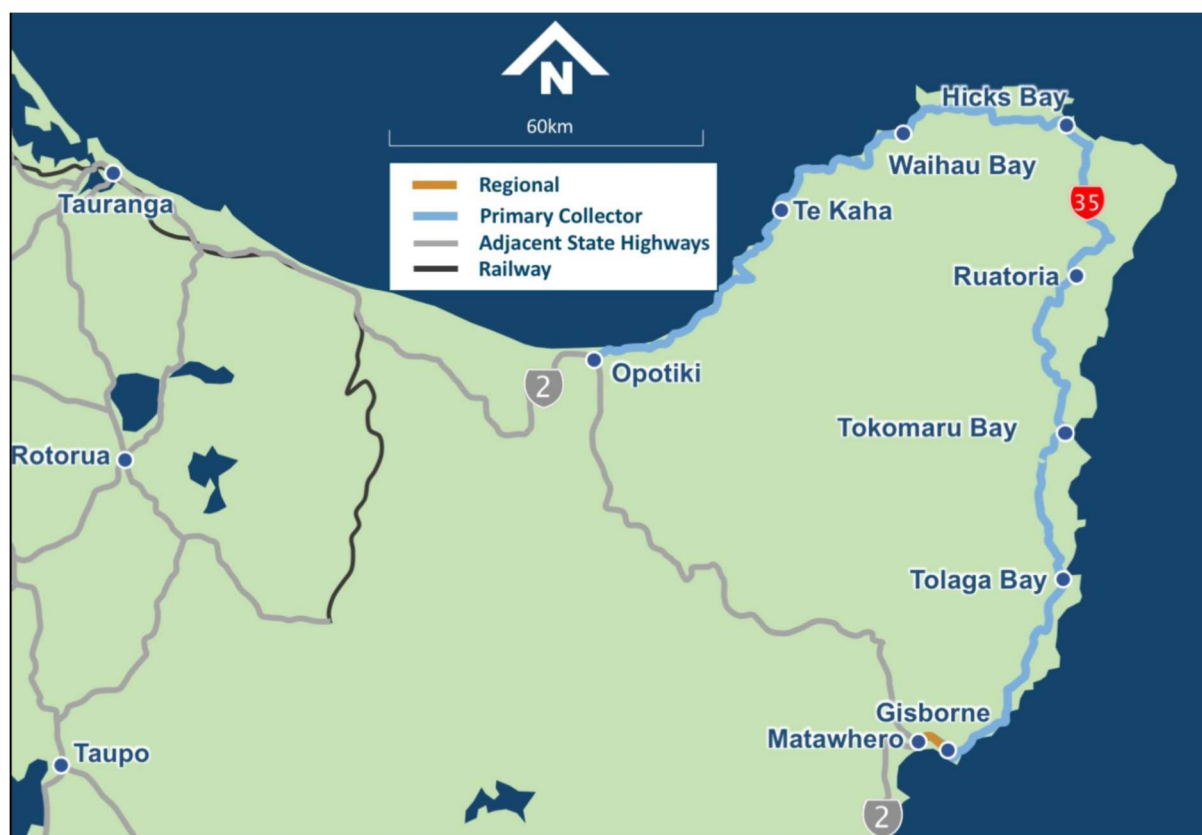 N
60km
Regional
Primary Collector
Adjacent State Highways
Railway
Hicks Bay
Waihau Bay
Tauranga
35
Te Kaha
Ruatoria
2
Opotiki
Tokomaru Bay
Rotorua
Tolaga Bay
Gisborne
Matawhero
Taupo
2